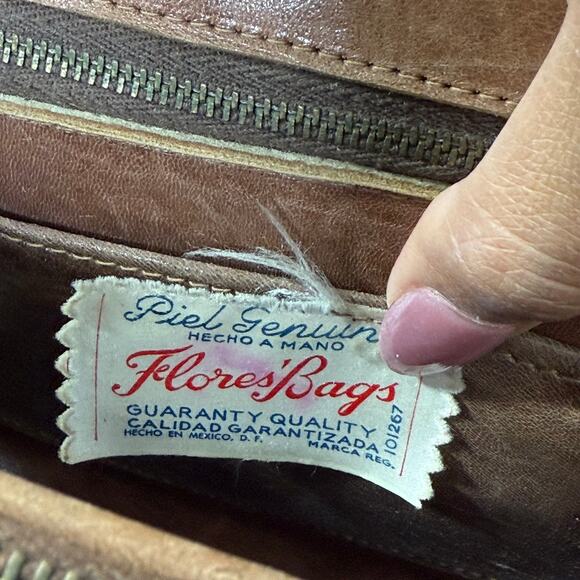 Piel Genuin
HECHO A MANO
Flores' Bags
GUARANTY QUALITY
CALIDAD GARANTIZADA
HECHO EN MEXICO. D. F.
MARCA REG.
101267